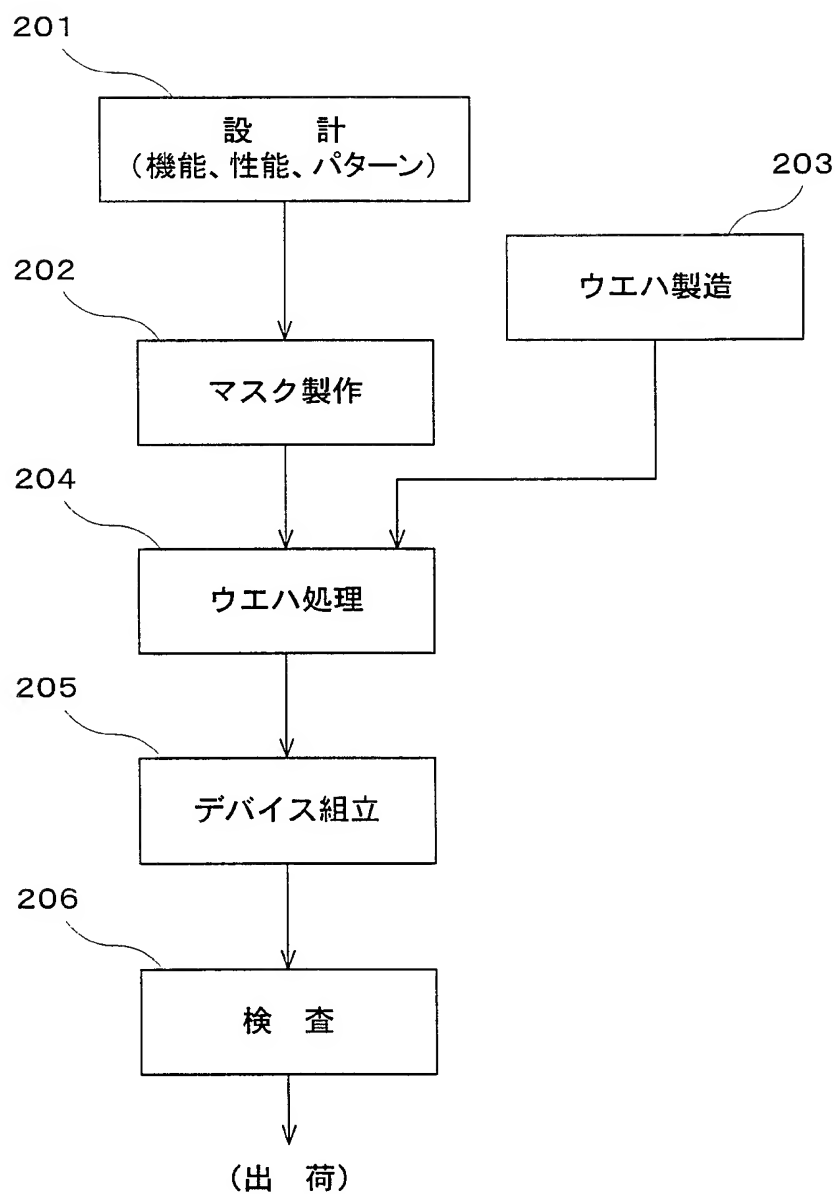 201
設　　計
（機能、性能、パターン）
203
ウエハ製造
202
マスク製作
204
ウエハ処理
205
デバイス組立
206
検　査
（出　荷）